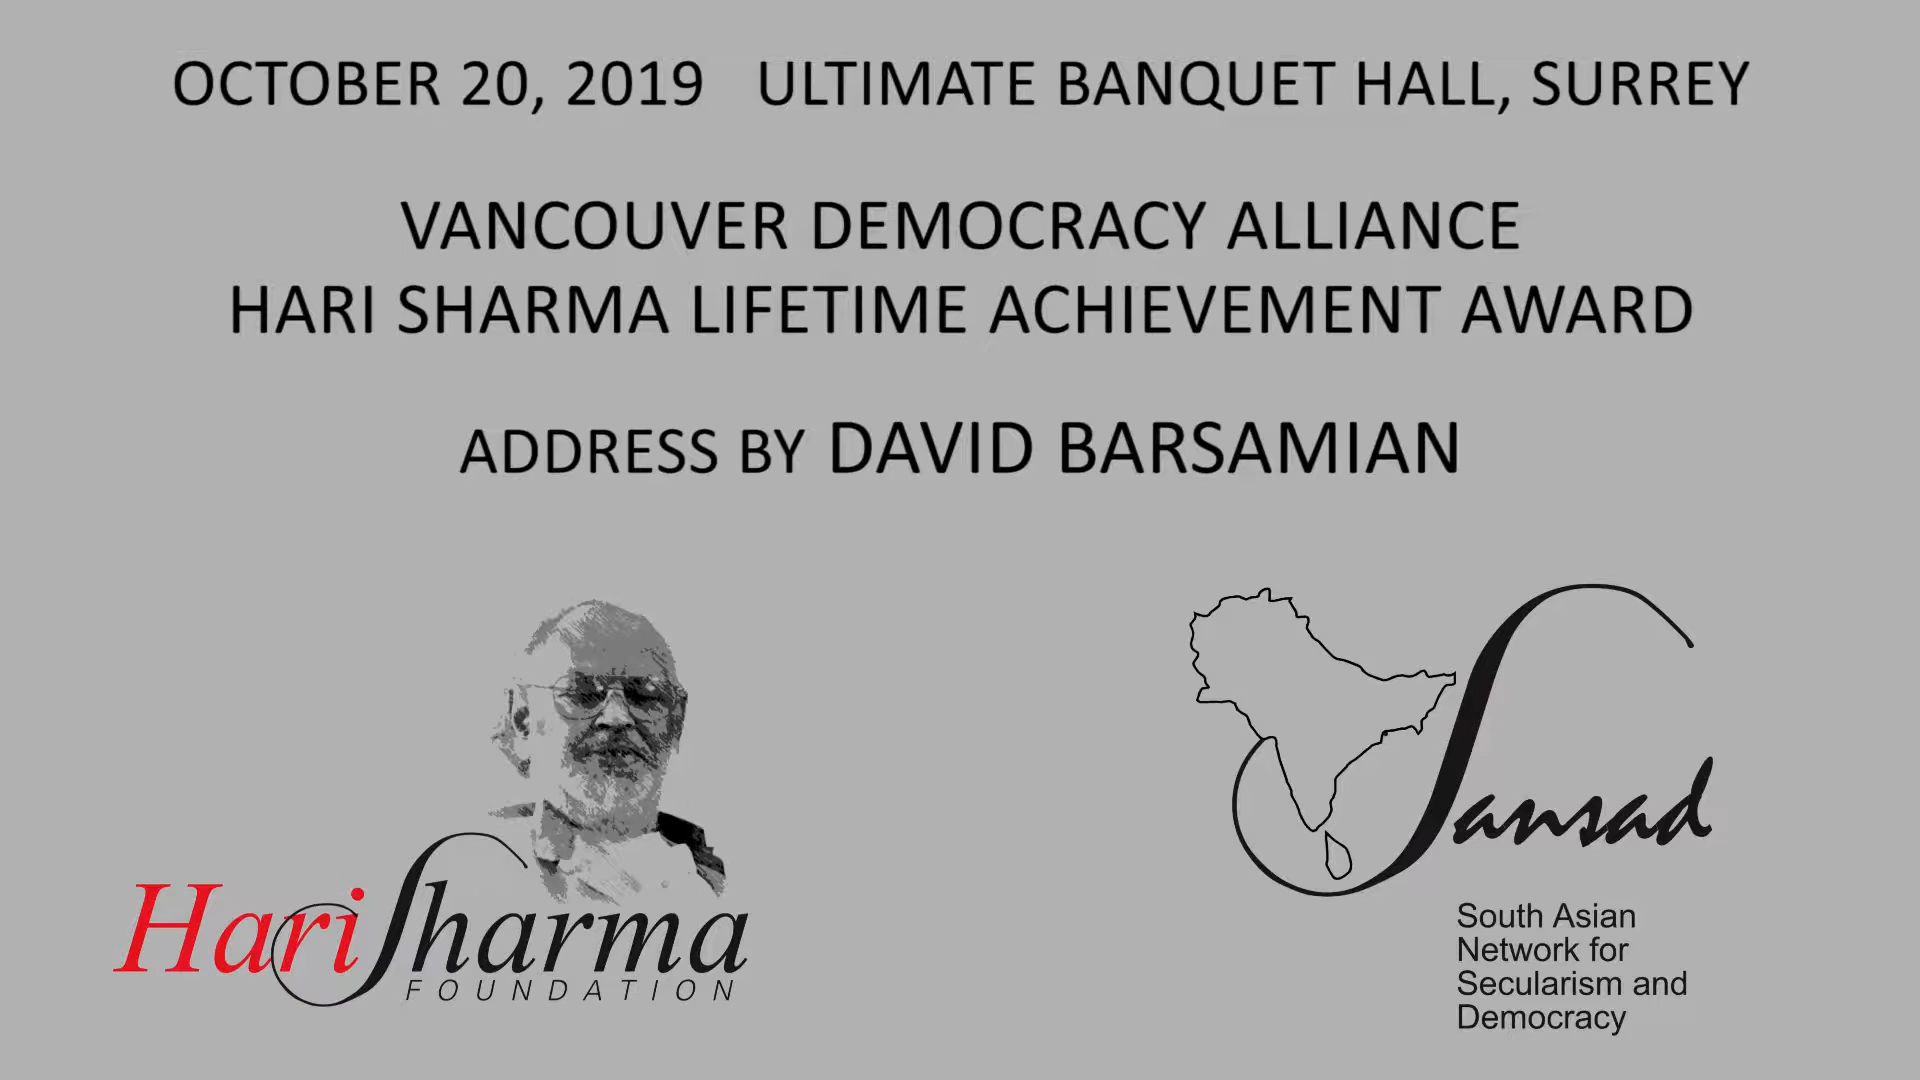 OCTOBER 20, 2019 ULTIMATE BANQUET HALL, SURREY
VANCOUVER DEMOCRACY ALLIANCE
HARI SHARMA LIFETIME ACHIEVEMENT AWARD
ADDRESS BY DAVID BARSAMIAN
Hari Sharma
FOUNDATION
Sansad
South Asian
Network for
Secularism and
Democracy